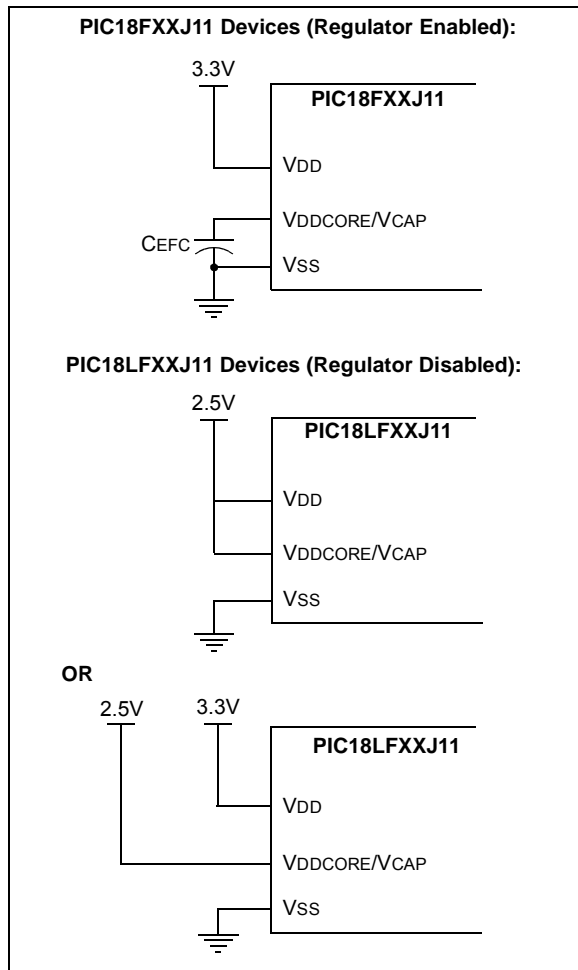 PIC18FXXJ11 Devices (Regulator Enabled):
3.3V
PIC18FXXJ11
VDD
VDDCORE/VCAP
CEFC
VSS
PIC18LFXXJ11 Devices (Regulator Disabled):
2.5V
PIC18LFXXJ11
VDD
VDDCORE/VCAP
VSS
OR
2.5V 3.3V
PIC18LFXXJ11
VDD
VDDCORE/VCAP
VSS